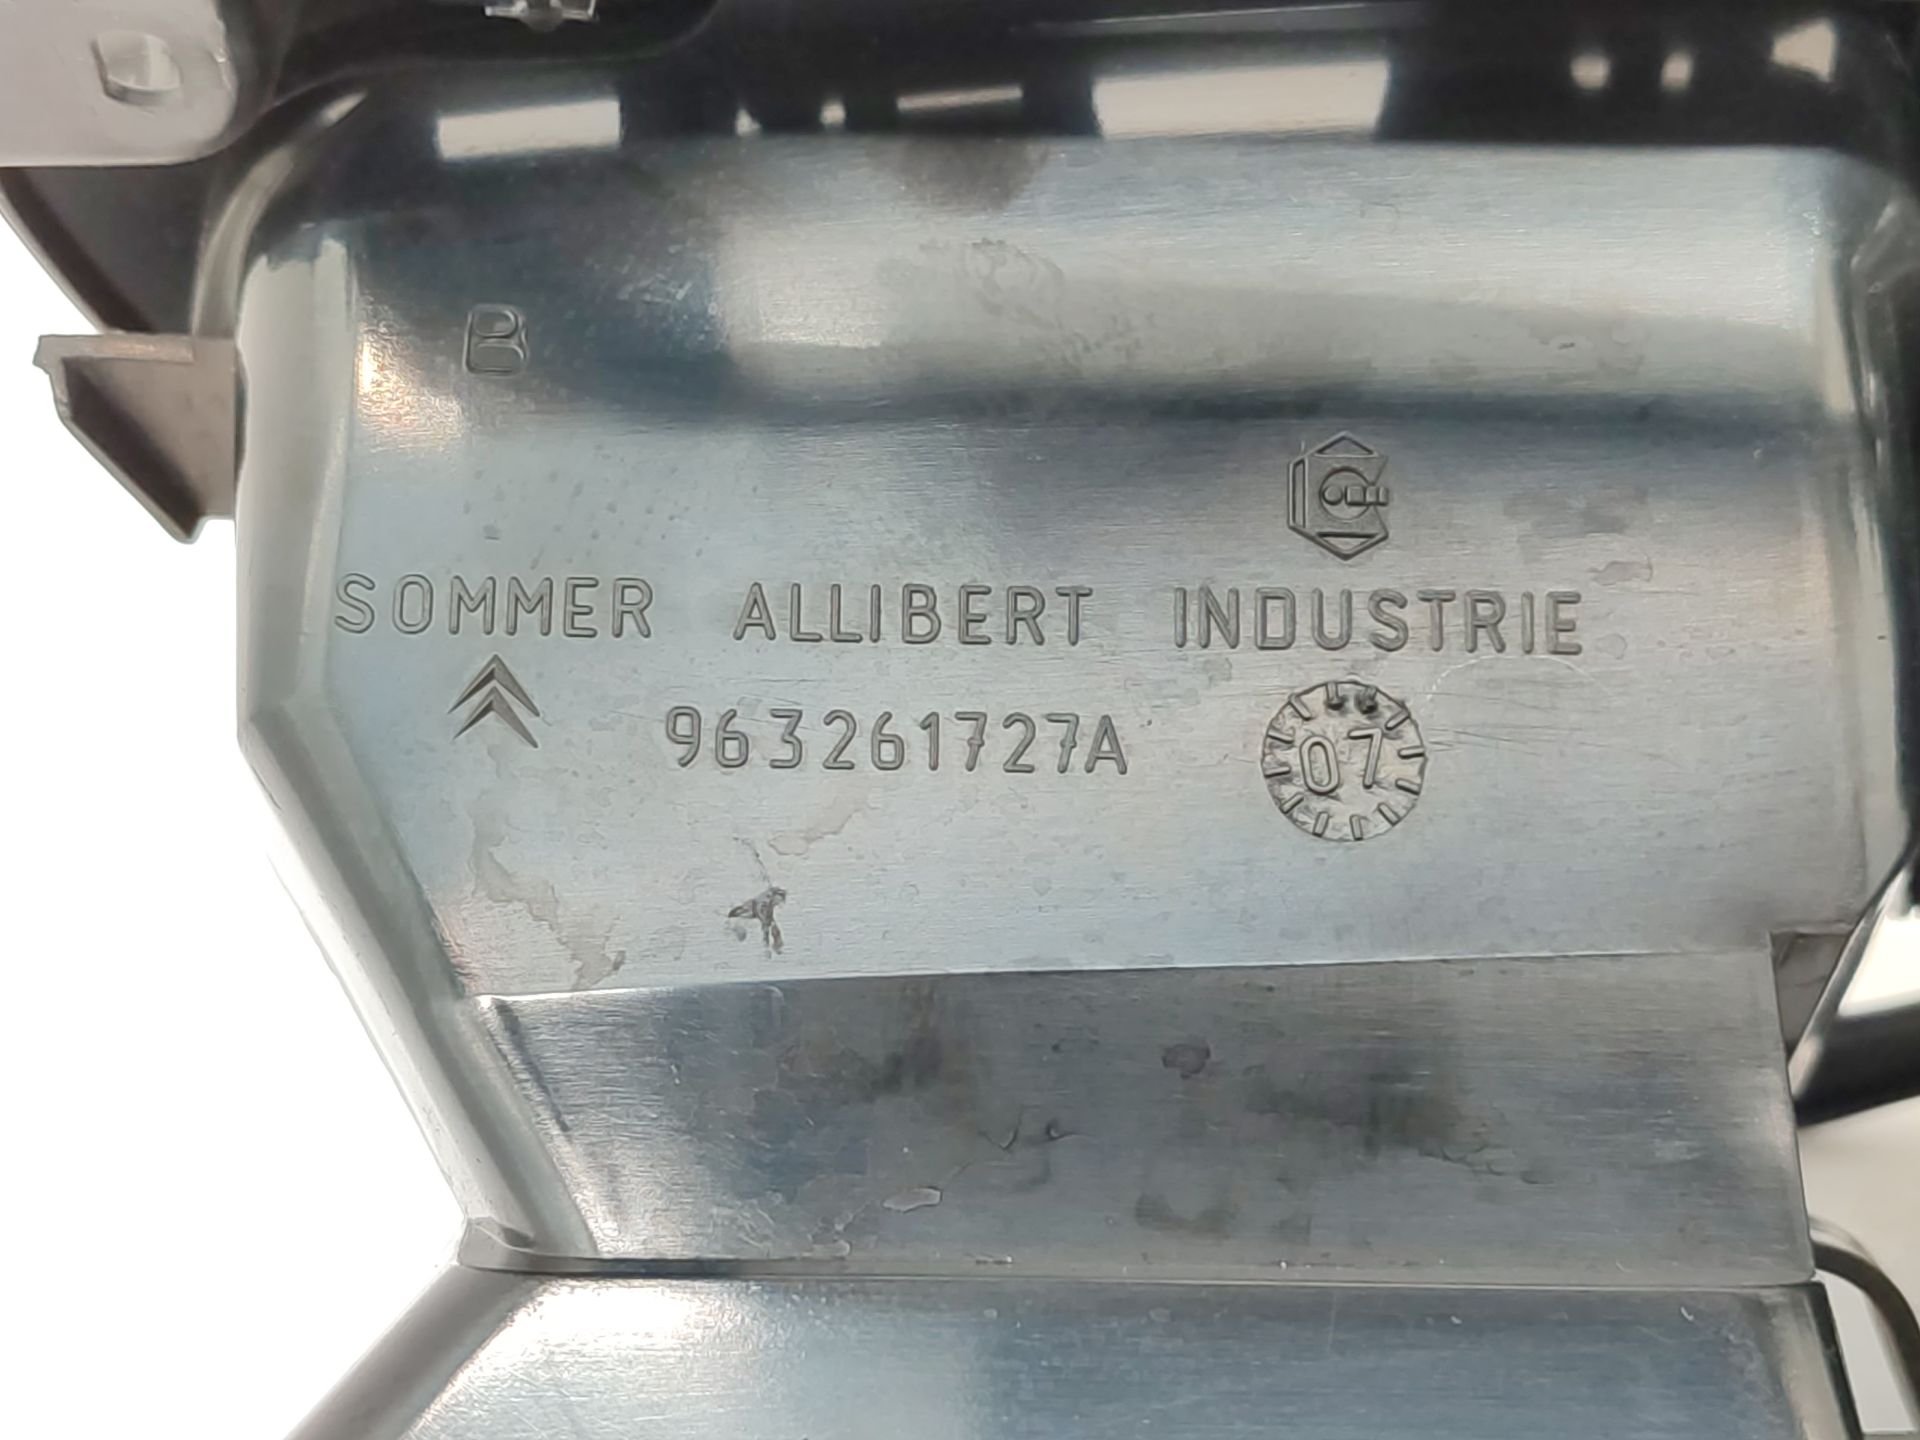 B
SOMMER ALLIBERT INDUSTRIE
963261727A
07